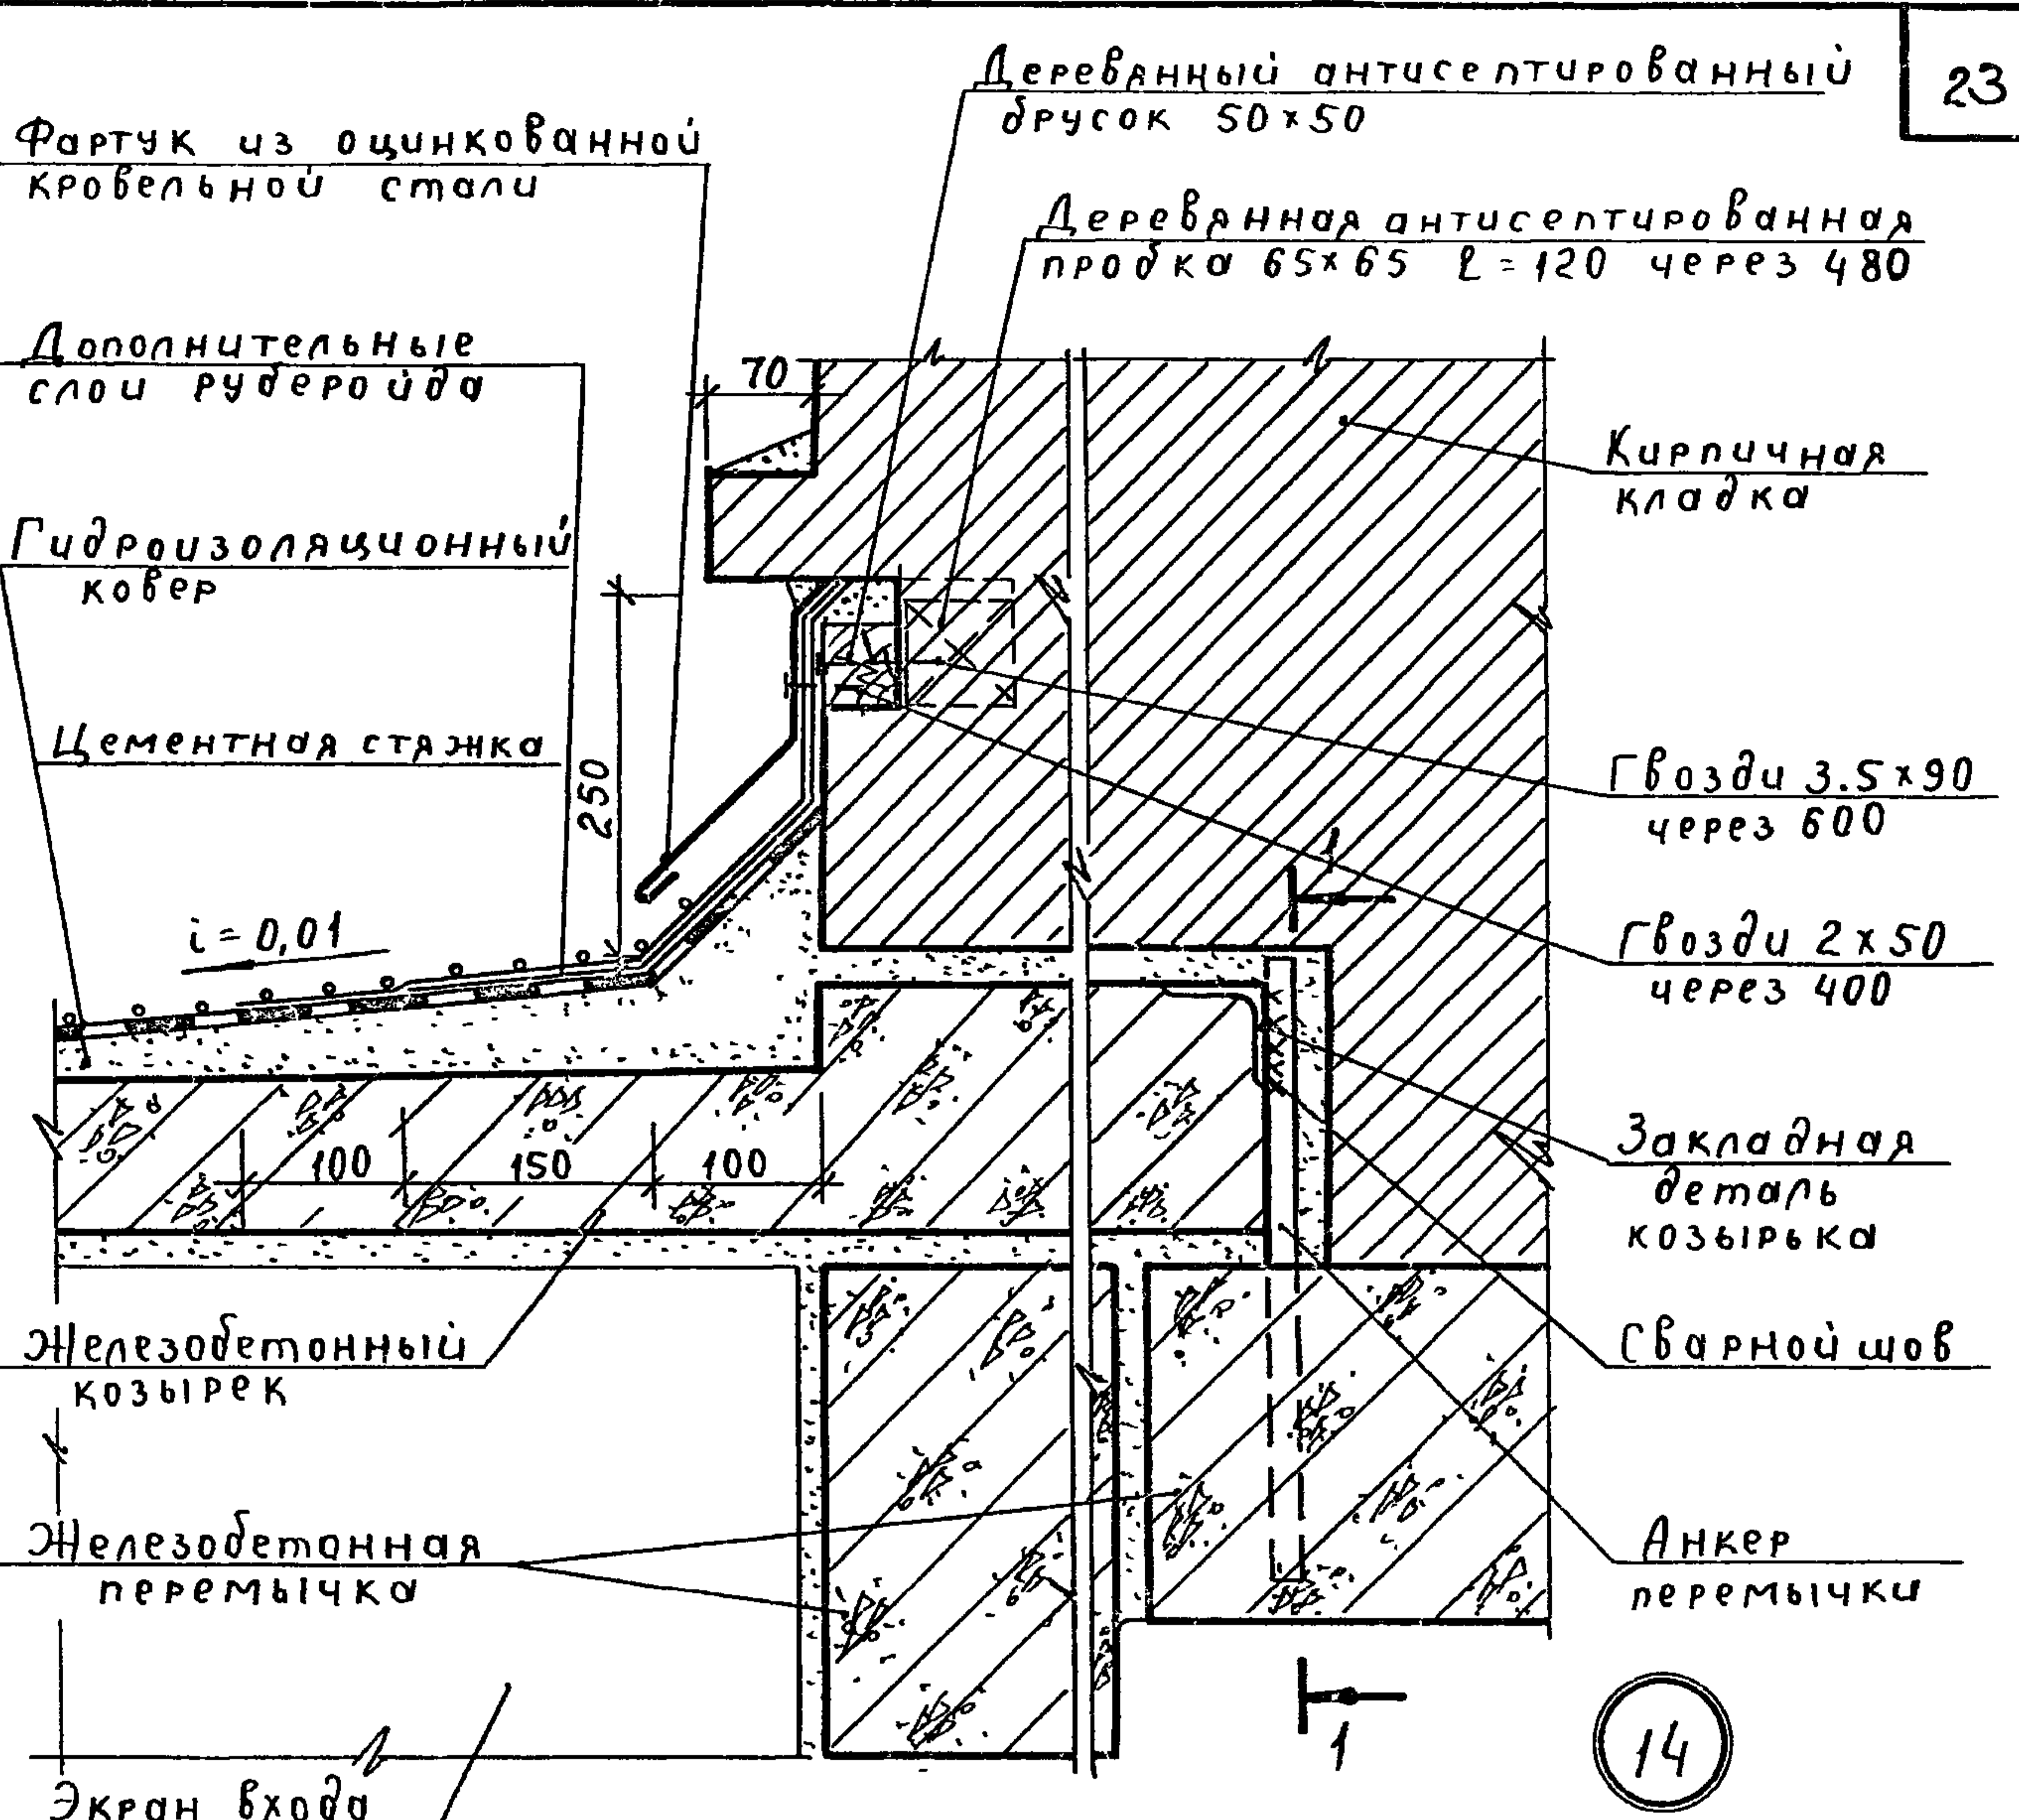 23
Деревянный антисептированный
брусок 50×50
Фартук из оцинкованной
кровельной стали
Деревянная антисептированная
пробка 65×65 ℓ=120 через 480
Дополнительные
слои рубероида
70
Кирпичная
кладка
Гидроизоляционный
ковер
Цементная стяжка
250
Гвозди 3.5×90
через 600
1
i=0,01
Гвозди 2×50
через 400
Закладная
деталь
козырька
100 150 100
Железобетонный
козырек
Сварной шов
Железобетонная
перемычка
Анкер
перемычки
1
14
Экран входа